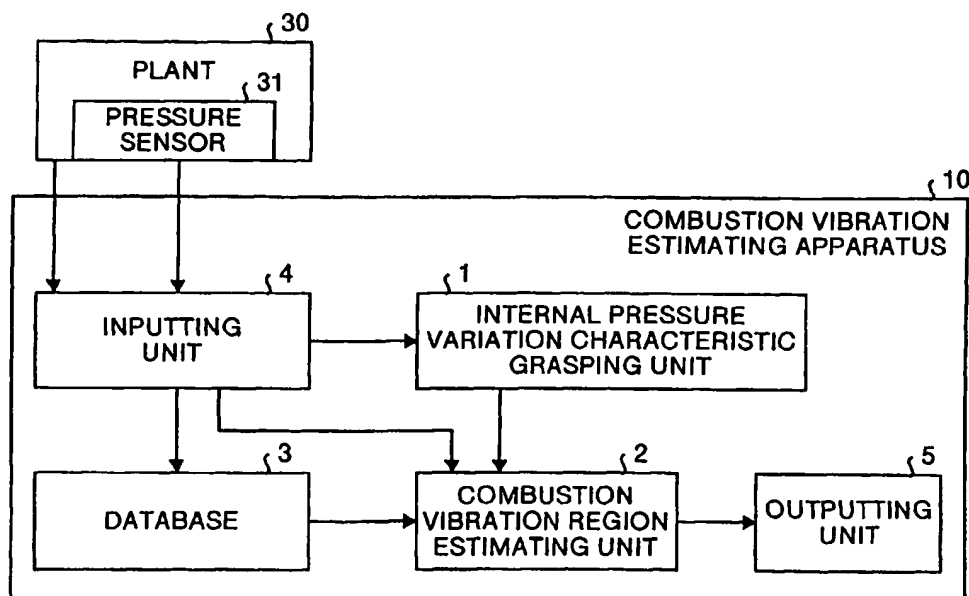 30
PLANT
31
PRESSURE
SENSOR
10
COMBUSTION VIBRATION
ESTIMATING APPARATUS
4
INPUTTING
UNIT
1
INTERNAL PRESSURE
VARIATION CHARACTERISTIC
GRASPING UNIT
3
DATABASE
2
COMBUSTION
VIBRATION REGION
ESTIMATING UNIT
5
OUTPUTTING
UNIT